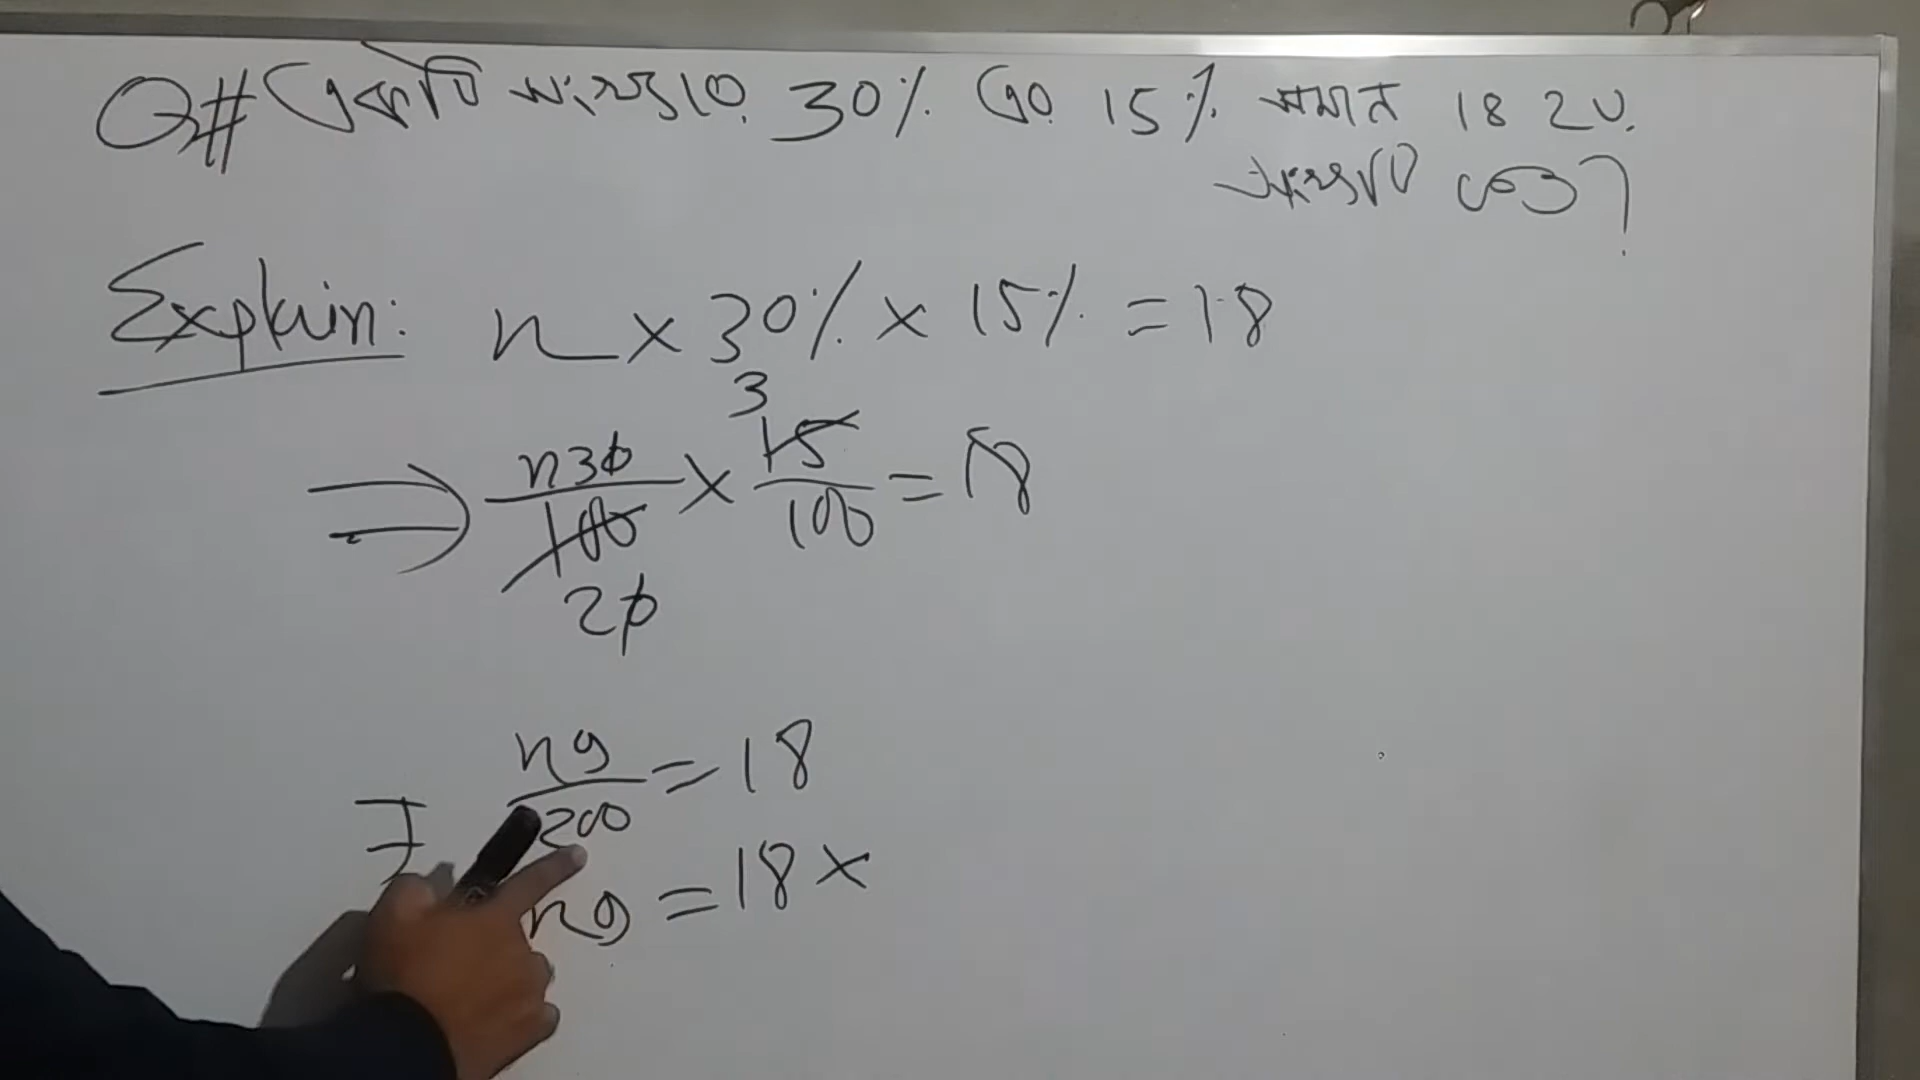 Q# একটি সংখ্যার 30% এর 15% সমান 18 হয়.
সংখ্যাটি কত?
Explain: n × 30% × 15% = 18
3
⇒ n30/100 × 15/100 = 18
20
⇒ n9/200 = 18
n9 = 18 ×